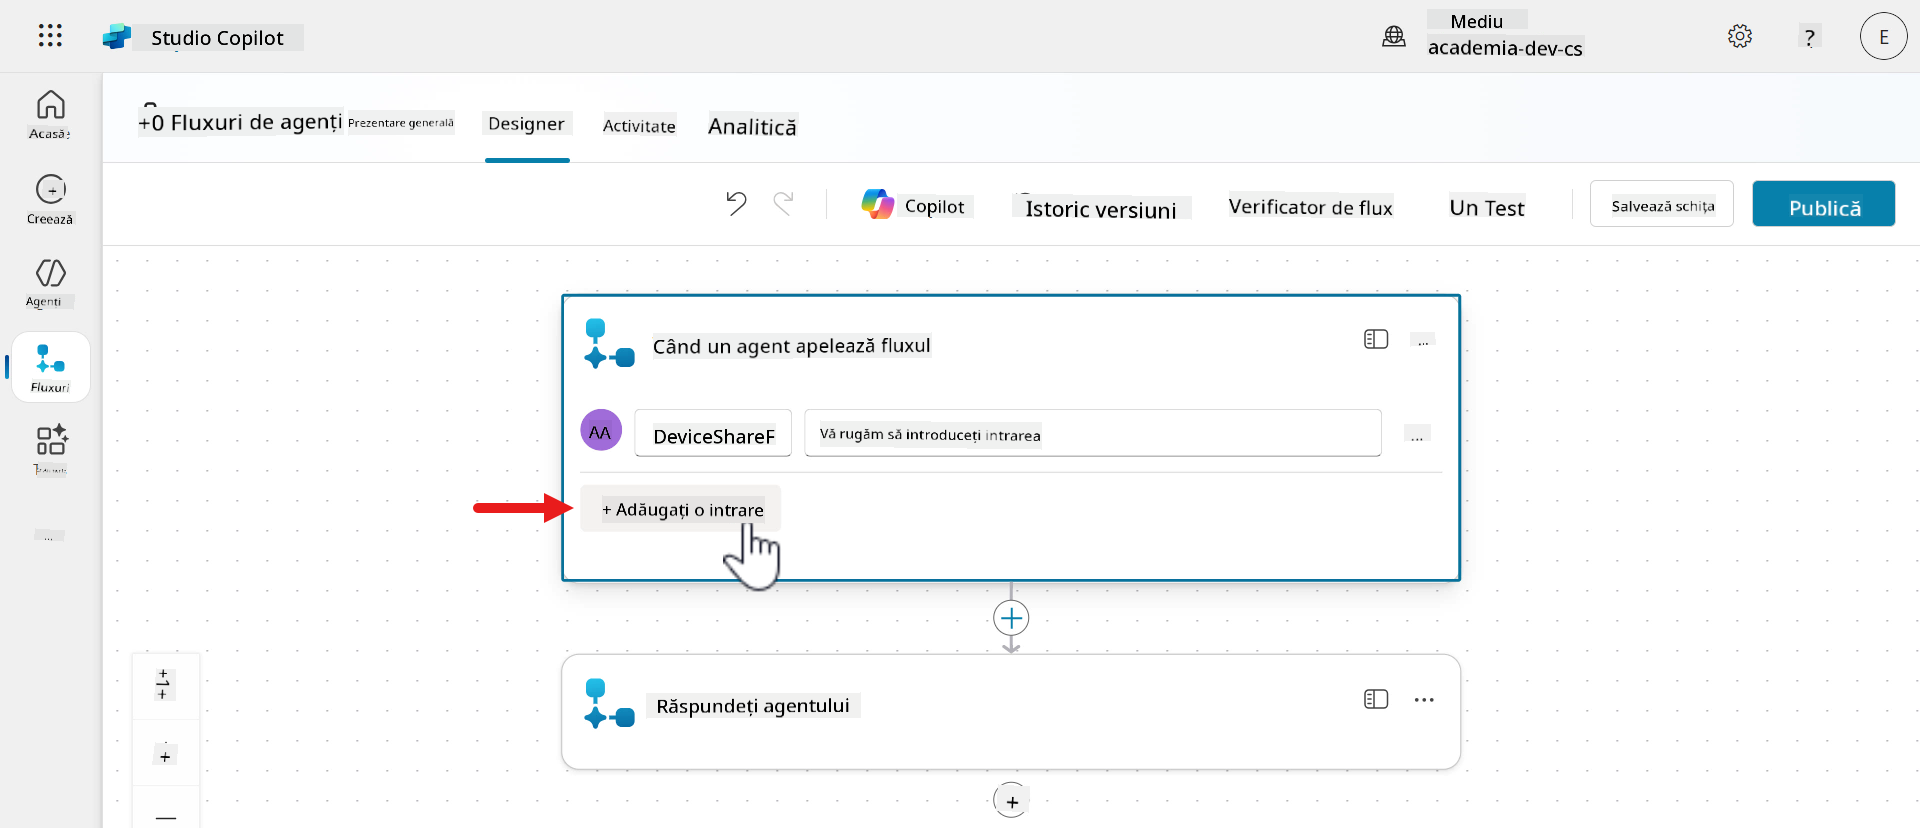 Studio Copilot
Mediu
academia-dev-cs
?
E
+0 Fluxuri de agenți
Prezentare generală
Designer
Activitate
Analitică
Copilot
Istoric versiuni
Verificator de flux
Un Test
Salvează schița
Publică
Creează
Agenți
Fluxuri
...
Când un agent apelează fluxul
...
AA
DeviceShareF
Vă rugăm să introduceți intrarea
...
+ Adăugați o intrare
Răspundeți agentului